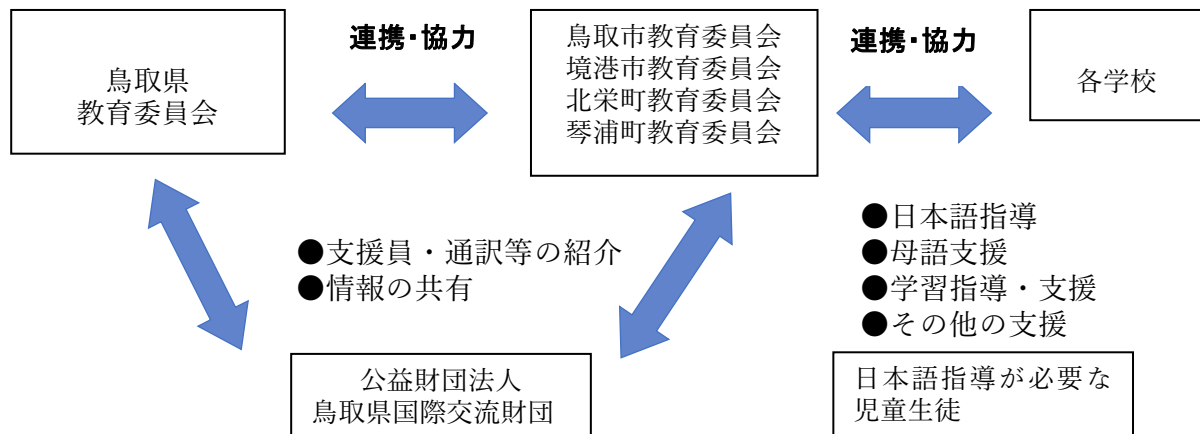 連携・協力
連携・協力
鳥取県
教育委員会
鳥取市教育委員会
境港市教育委員会
北栄町教育委員会
琴浦町教育委員会
各学校
●支援員・通訳等の紹介
●情報の共有
●日本語指導
●母語支援
●学習指導・支援
●その他の支援
公益財団法人
鳥取県国際交流財団
日本語指導が必要な
児童生徒